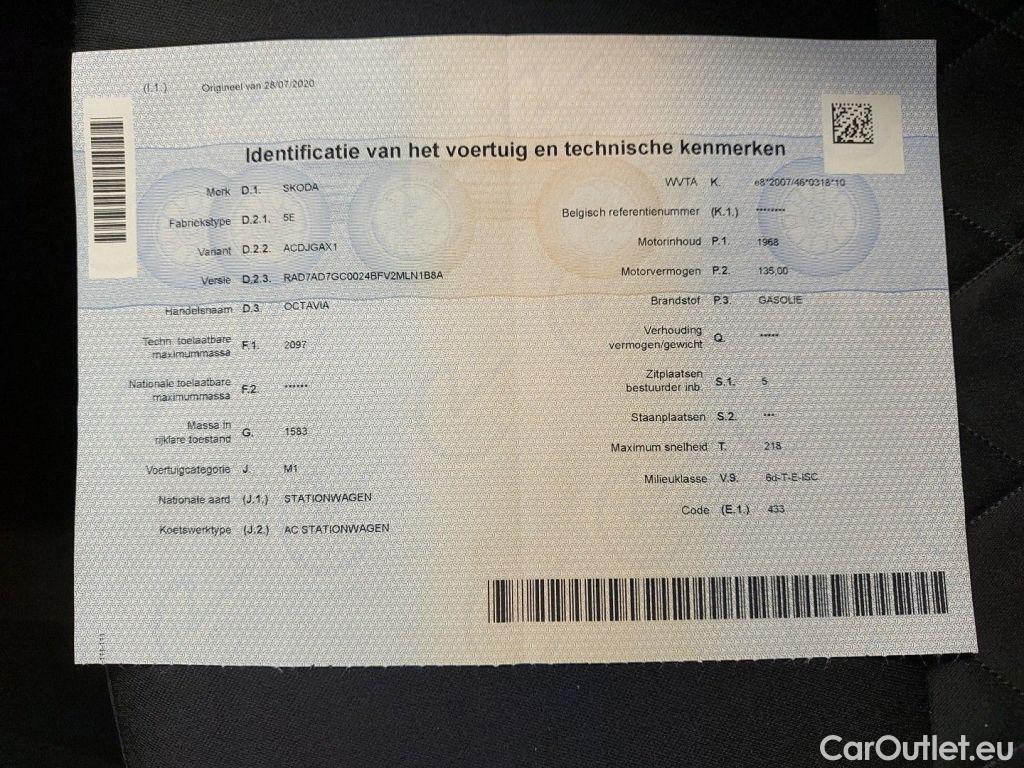 (I.1.) Origineel van 28/07/2020
Identificatie van het voertuig en technische kenmerken
Merk D.1. SKODA
Fabriekstype D.2.1. 5E
Variant D.2.2. ACDJGAX1
Versie D.2.3. RAD7AD7GC0024BFV2MLN1B8A
Handelsnaam D.3. OCTAVIA
Techn. toelaatbare
maximummassa F.1. 2097
Nationale toelaatbare
maximummassa F.2. ******
Massa in
rijklare toestand G. 1583
Voertuigcategorie J. M1
Nationale aard (J.1.) STATIONWAGEN
Koetswerktype (J.2.) AC STATIONWAGEN
WVTA K. e8*2007/46*0318*10
Belgisch referentienummer (K.1.) ********
Motorinhoud P.1. 1968
Motorvermogen P.2. 135,00
Brandstof P.3. GASOLIE
Verhouding
vermogen/gewicht Q. *****
Zitplaatsen
bestuurder inb. S.1. 5
Staanplaatsen S.2. ***
Maximum snelheid T. 218
Milieuklasse V.9. 6d-T-E-ISC
Code (E.1.) 433
CarOutlet.eu